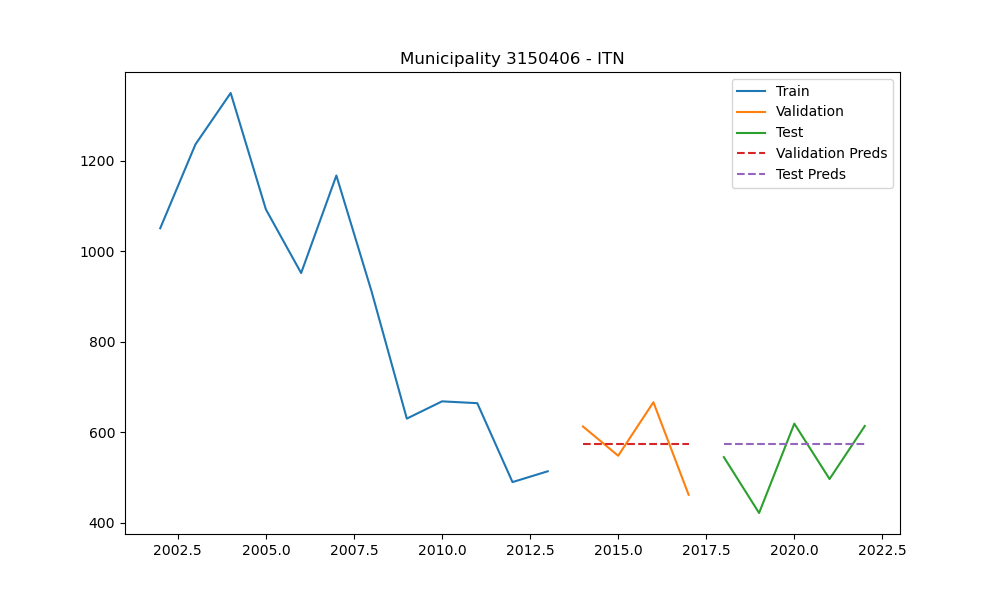 Municipality 3150406 - ITN
Train
Validation
Test
Validation Preds
Test Preds
1200
1000
800
600
400
2002.5 2005.0 2007.5 2010.0 2012.5 2015.0 2017.5 2020.0 2022.5